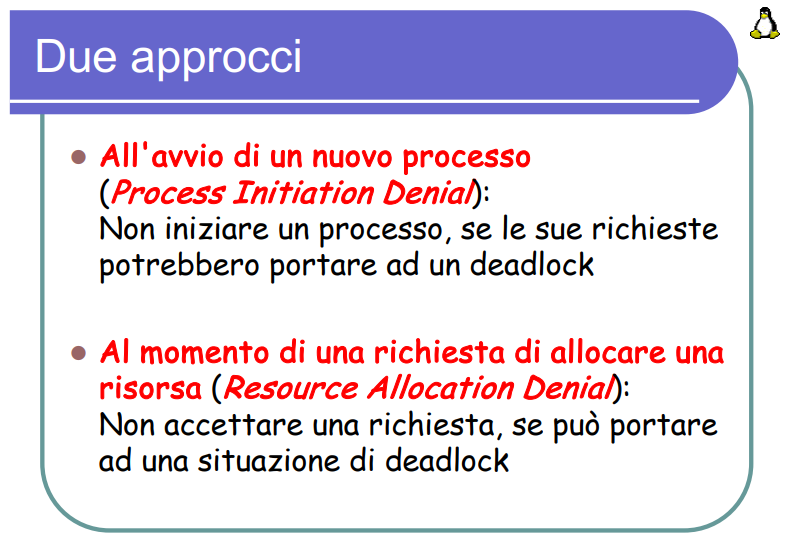 Due approcci
All'avvio di un nuovo processo
(Process Initiation Denial):
Non iniziare un processo, se le sue richieste
potrebbero portare ad un deadlock
Al momento di una richiesta di allocare una
risorsa (Resource Allocation Denial):
Non accettare una richiesta, se può portare
ad una situazione di deadlock